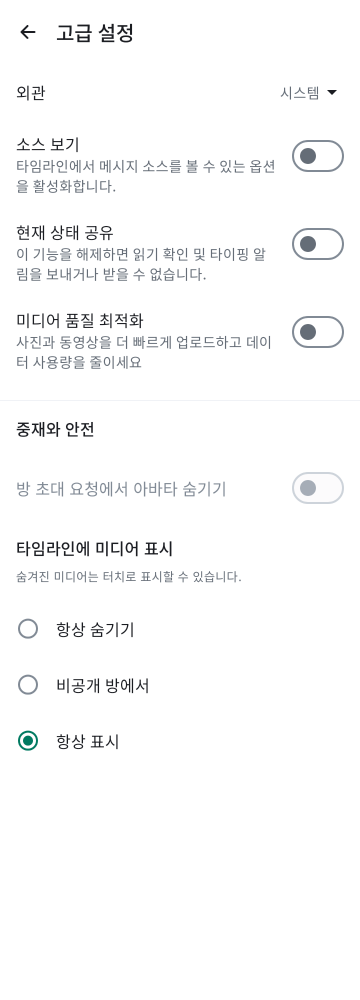 고급 설정
외관
시스템
소스 보기
타임라인에서 메시지 소스를 볼 수 있는 옵션
을 활성화합니다.
현재 상태 공유
이 기능을 해제하면 읽기 확인 및 타이핑 알
림을 보내거나 받을 수 없습니다.
미디어 품질 최적화
사진과 동영상을 더 빠르게 업로드하고 데이
터 사용량을 줄이세요
중재와 안전
방 초대 요청에서 아바타 숨기기
타임라인에 미디어 표시
숨겨진 미디어는 터치로 표시할 수 있습니다.
항상 숨기기
비공개 방에서
항상 표시